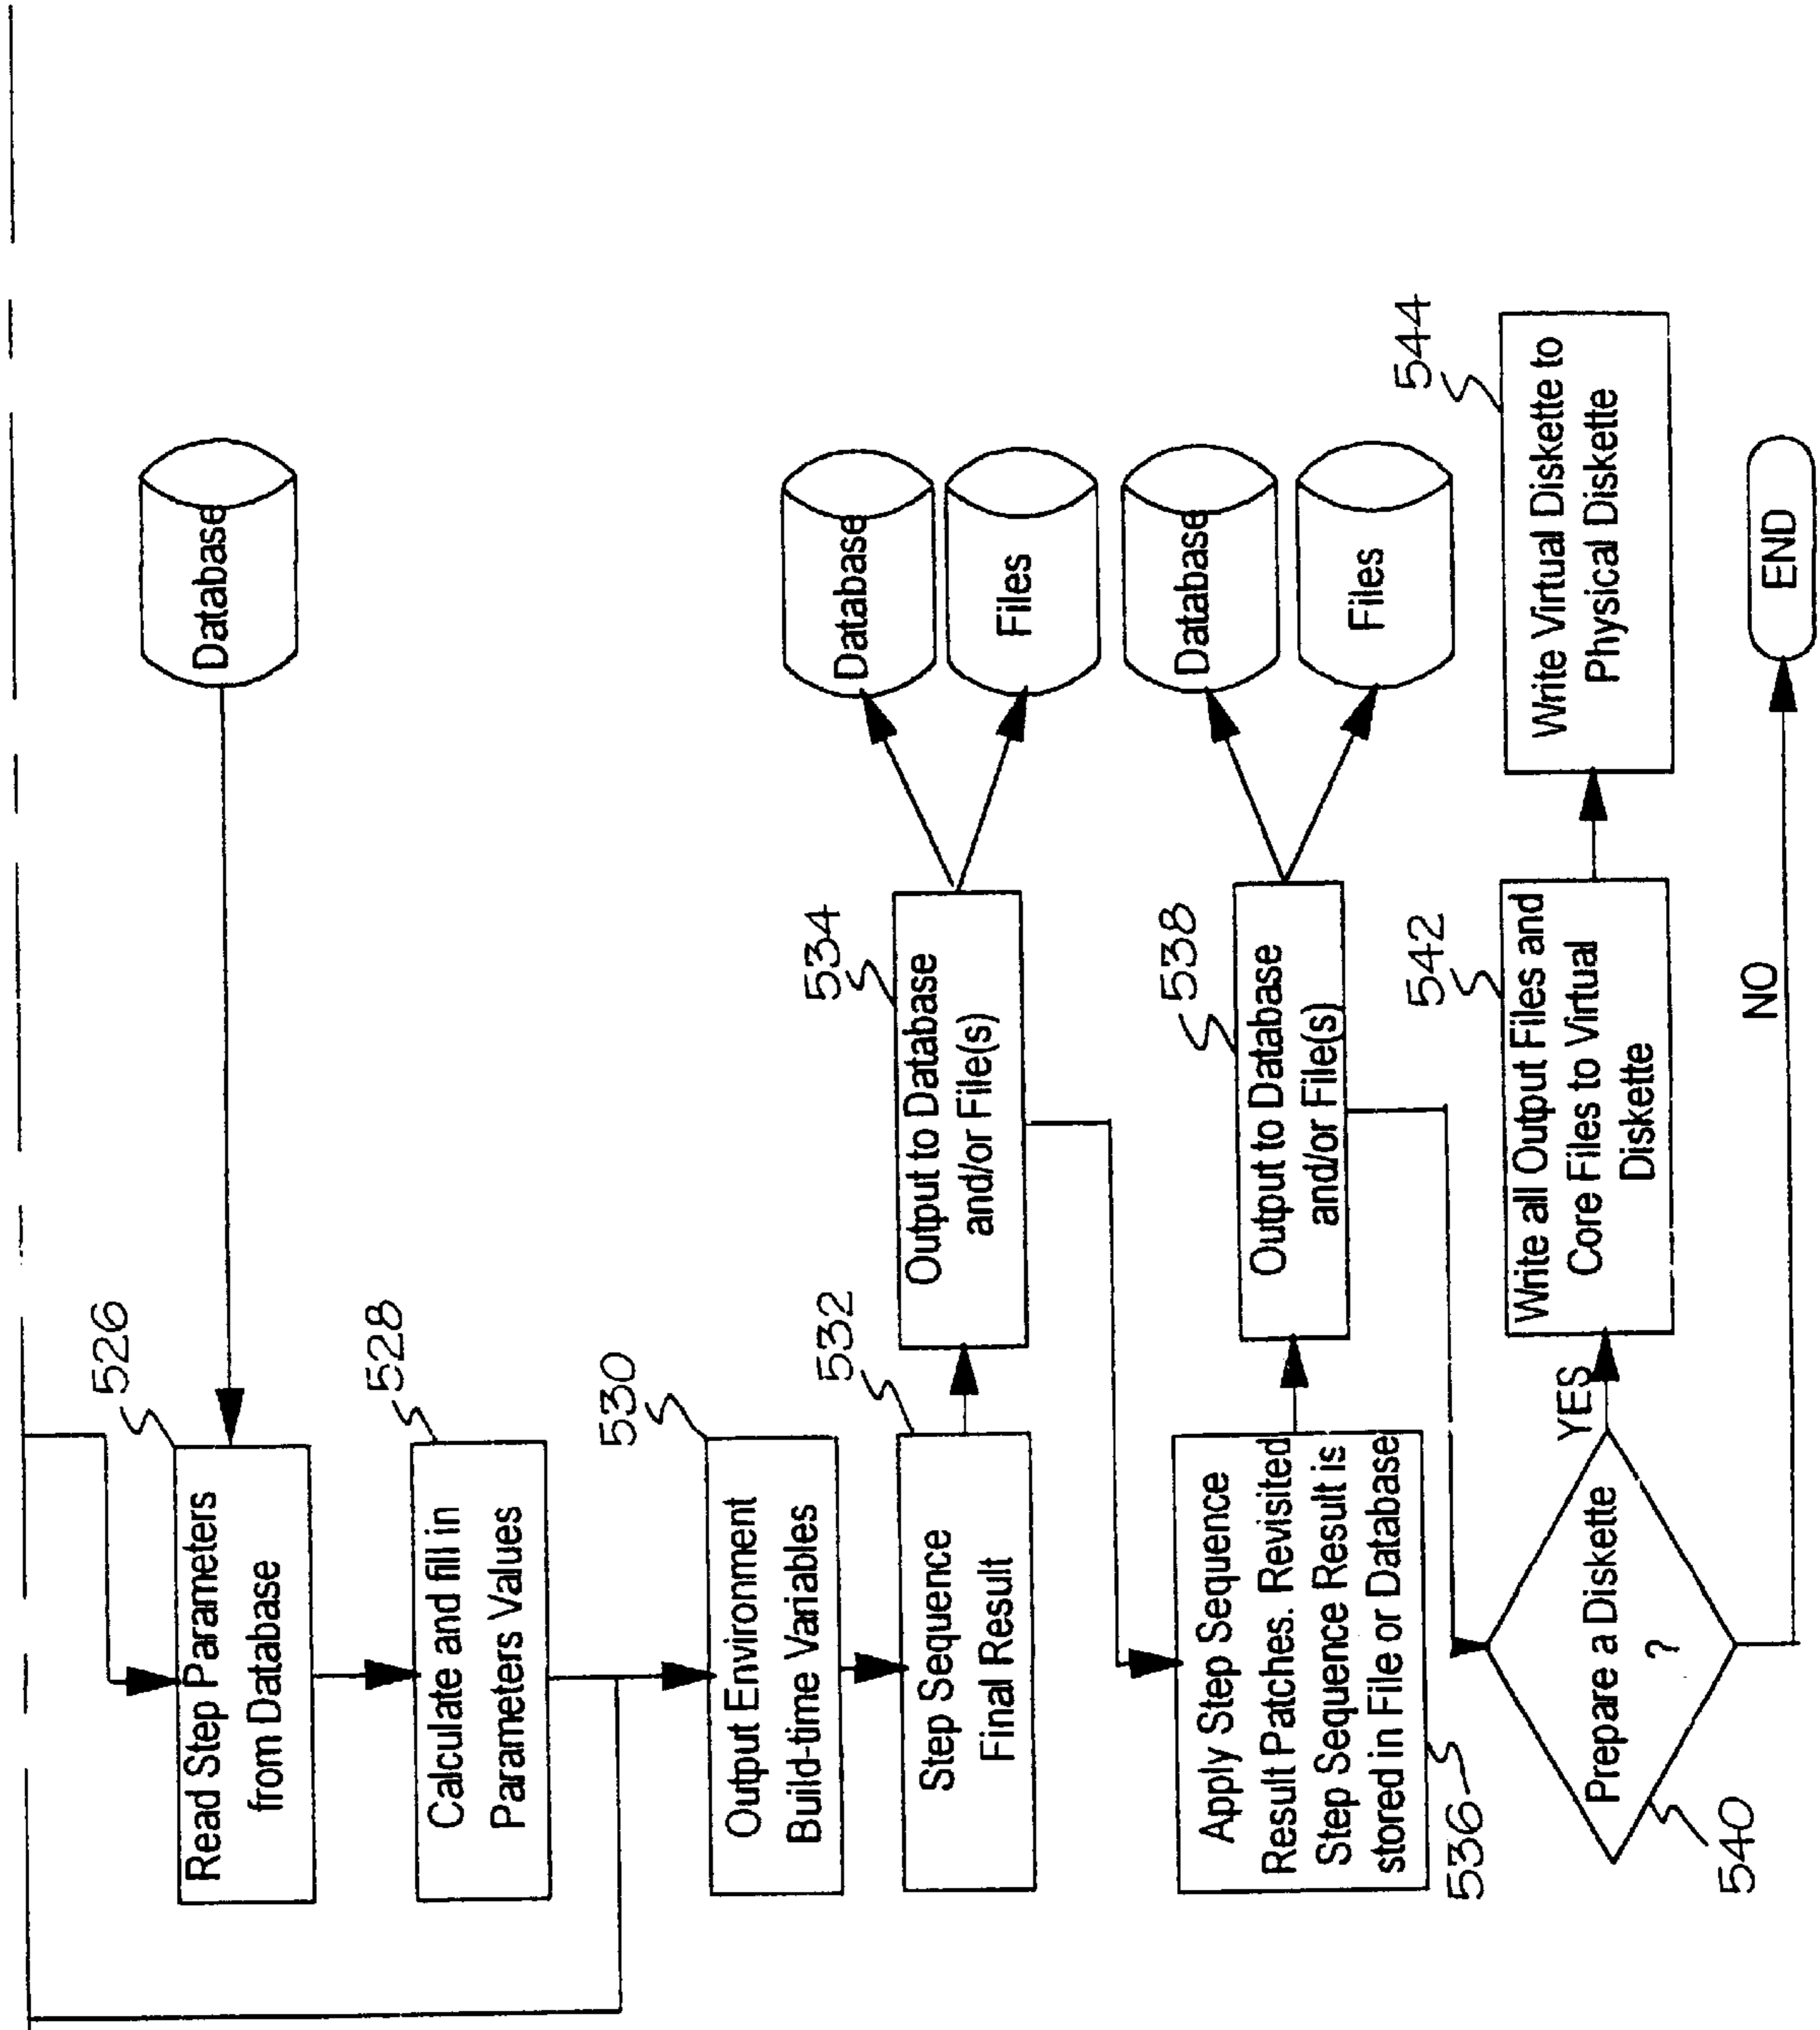 526
Read Step Parameters
from Database
Database
528
Calculate and fill in
Parameters Values
530
Output Environment
Build-time Variables
532
Step Sequence
Final Result
534
Output to Database
and/or File(s)
Database
Files
Apply Step Sequence
Result Patches. Revisited
Step Sequence Result is
stored in File or Database
536
538
Output to Database
and/or File(s)
Database
Files
Prepare a Diskette
?
540
YES
542
Write all Output Files and
Core Files to Virtual
Diskette
544
Write Virtual Diskette to
Physical Diskette
NO
END